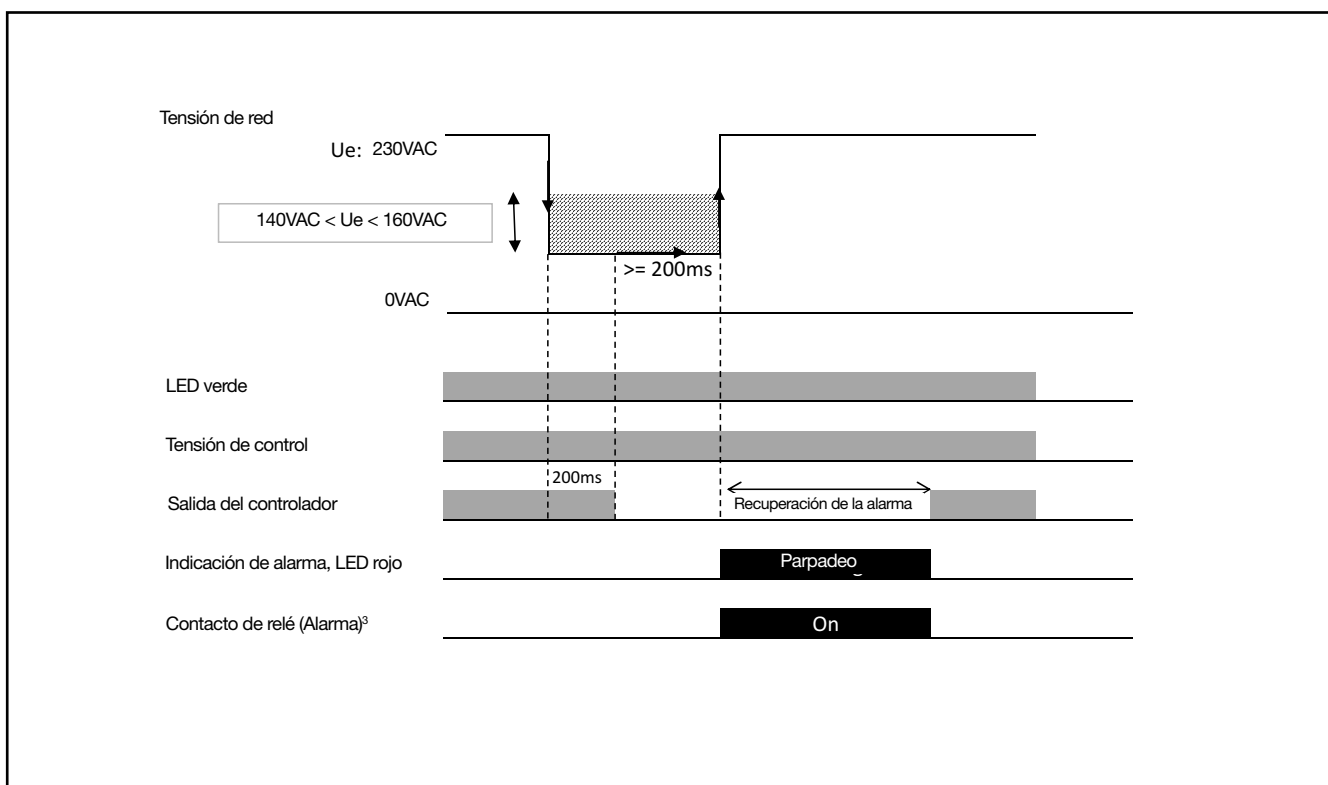 Tensión de red
Ue: 230VAC
140VAC < Ue < 160VAC
>= 200ms
0VAC
LED verde
Tensión de control
200ms
Salida del controlador
Recuperación de la alarma
Indicación de alarma, LED rojo
Parpadeo
Contacto de relé (Alarma)³
On